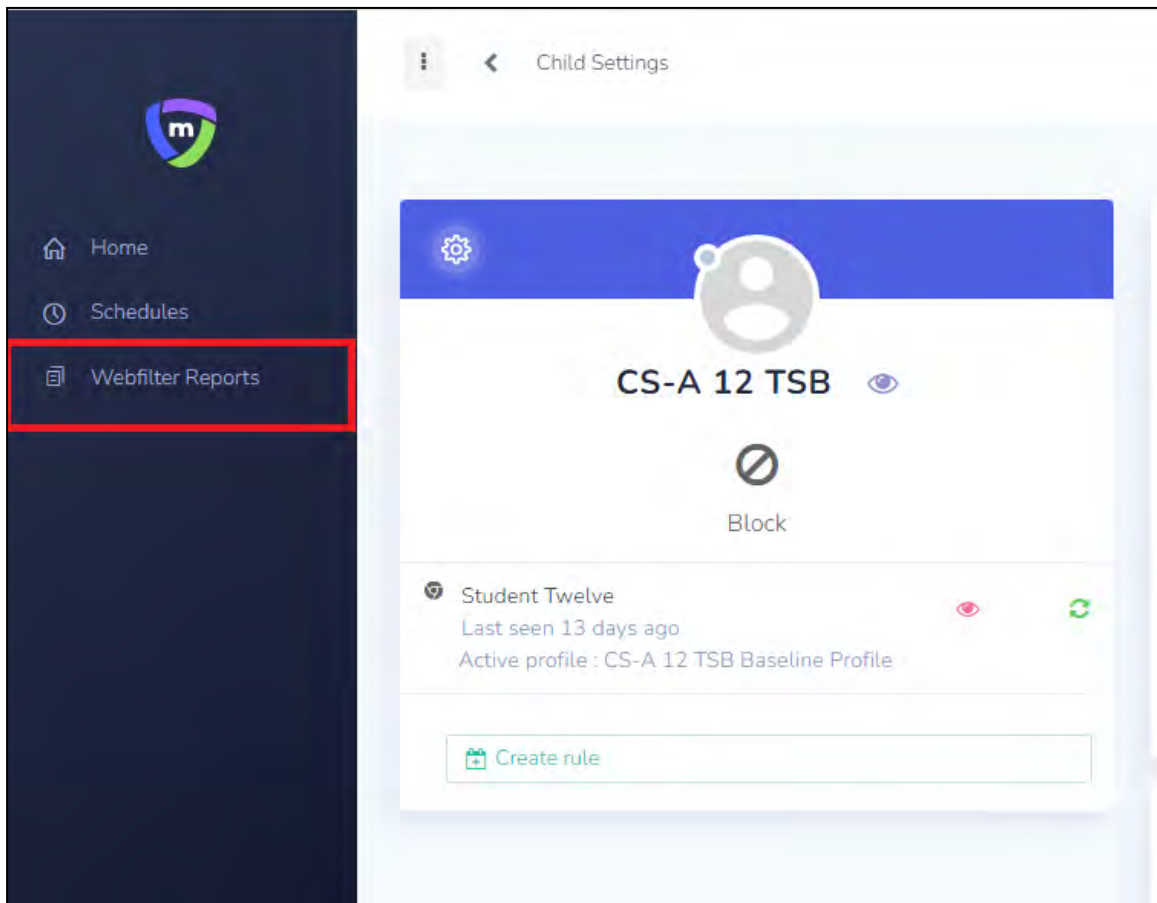 Child Settings
m
Home
Schedules
Webfilter Reports
CS-A 12 TSB
Block
Student Twelve
Last seen 13 days ago
Active profile : CS-A 12 TSB Baseline Profile
Create rule